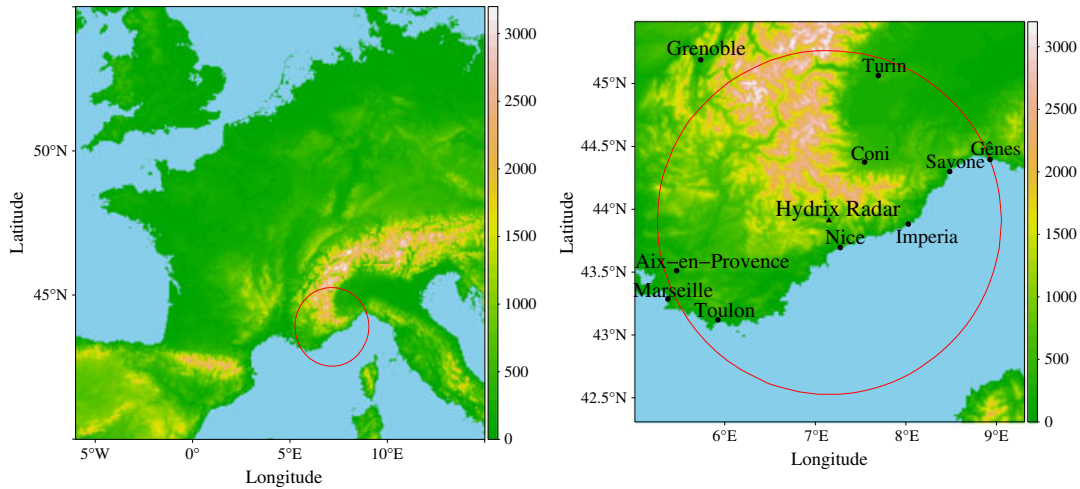 Latitude
50°N
45°N
5°W
0°
5°E
10°E
Longitude
3000
2500
2000
1500
1000
500
0
Latitude
45°N
44.5°N
44°N
43.5°N
43°N
42.5°N
6°E
7°E
8°E
9°E
Longitude
Grenoble
Turin
Coni
Gênes
Savone
Hydrix Radar
Nice
Imperia
Aix−en−Provence
Marseille
Toulon
3000
2500
2000
1500
1000
500
0